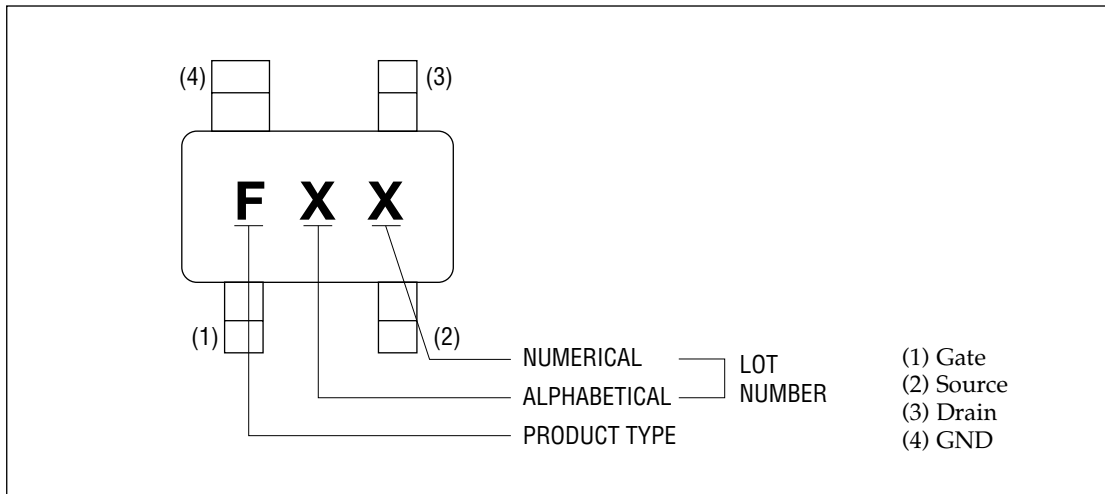 (4)
(3)
F X X
(1)
(2)
NUMERICAL
ALPHABETICAL
LOT
NUMBER
PRODUCT TYPE
(1) Gate
(2) Source
(3) Drain
(4) GND